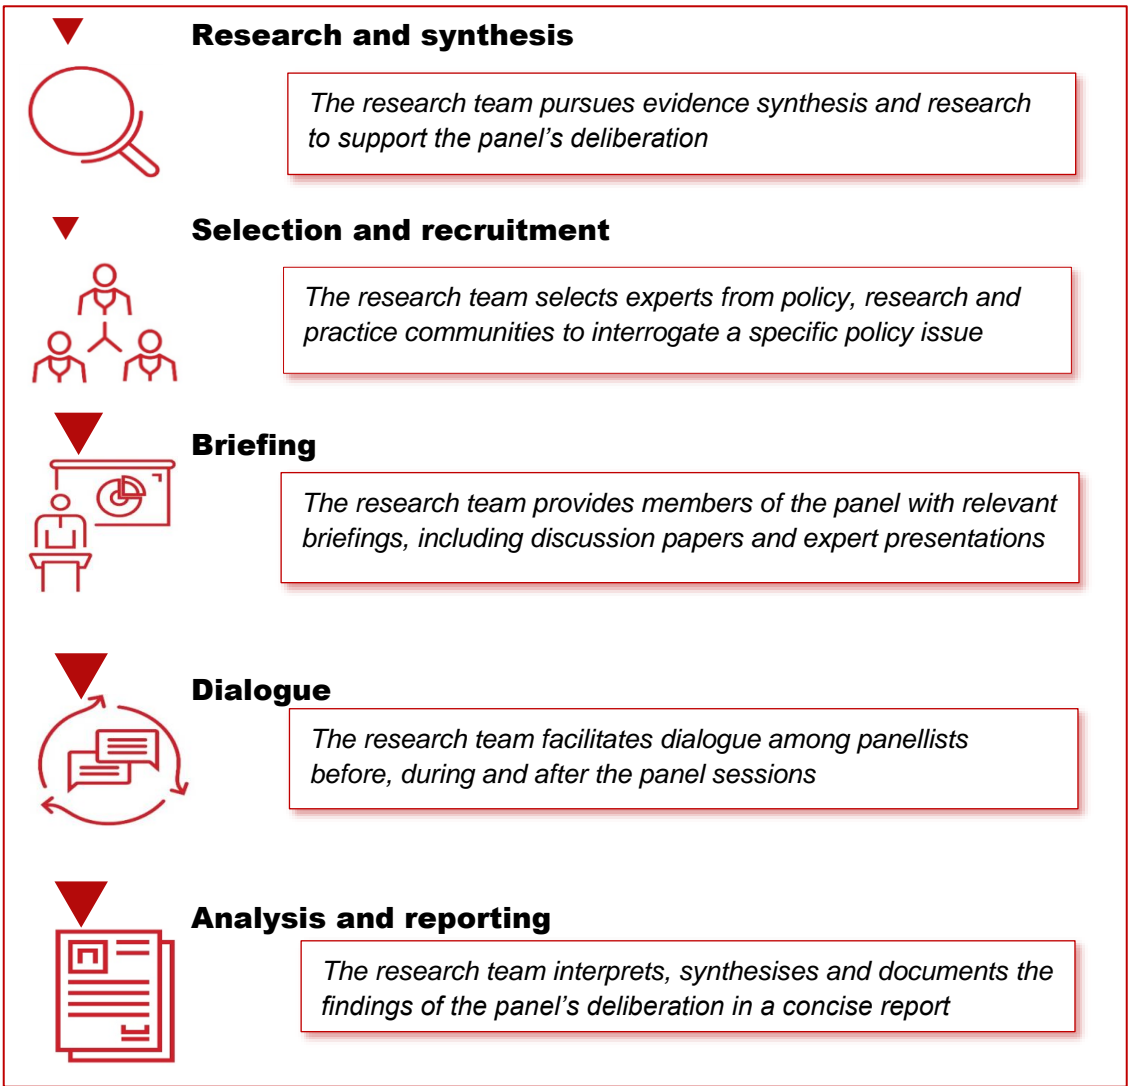 Research and synthesis
The research team pursues evidence synthesis and research
to support the panel’s deliberation
Selection and recruitment
The research team selects experts from policy, research and
practice communities to interrogate a specific policy issue
Briefing
The research team provides members of the panel with relevant
briefings, including discussion papers and expert presentations
Dialogue
The research team facilitates dialogue among panellists
before, during and after the panel sessions
Analysis and reporting
The research team interprets, synthesises and documents the
findings of the panel’s deliberation in a concise report